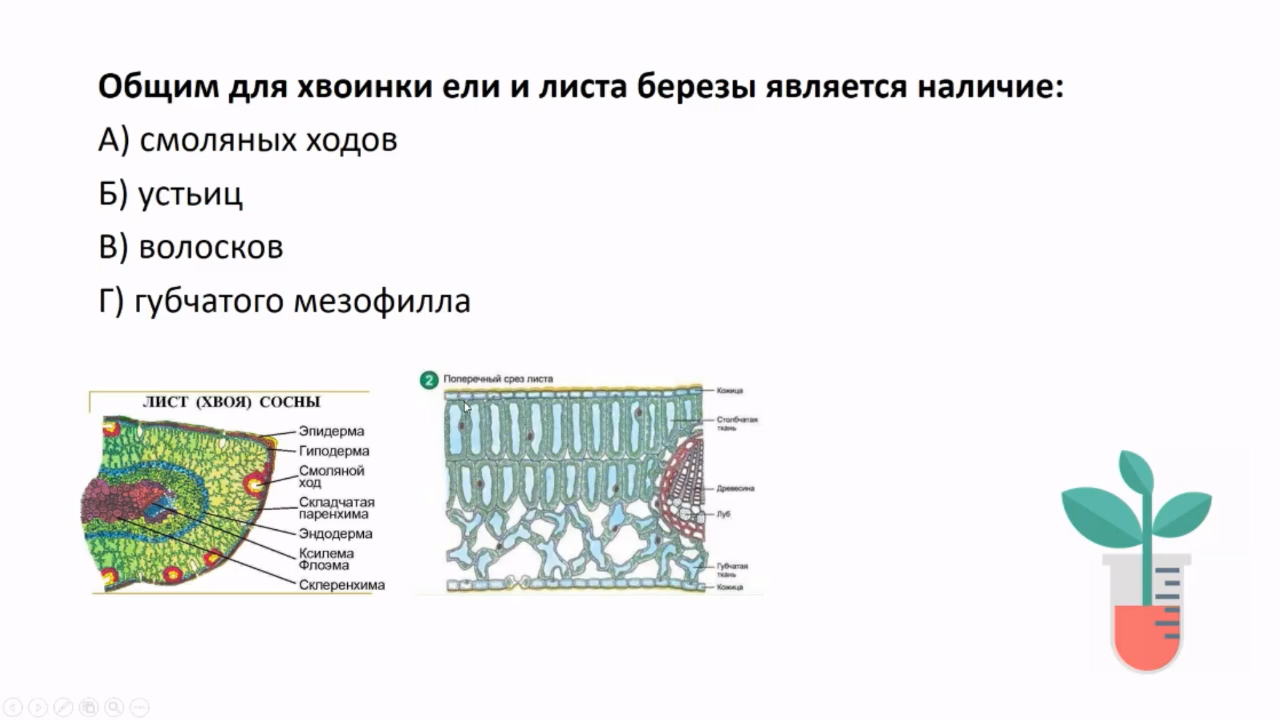 Общим для хвоинки ели и листа березы является наличие:
А) смоляных ходов
Б) устьиц
В) волосков
Г) губчатого мезофилла
ЛИСТ (ХВОЯ) СОСНЫ
Эпидерма
Гиподерма
Смоляной
ход
Складчатая
паренхима
Эндодерма
Ксилема
Флоэма
Склеренхима
2 Поперечный срез листа
Кожица
Столбчатая
ткань
Древесина
Луб
Губчатая
ткань
Кожица